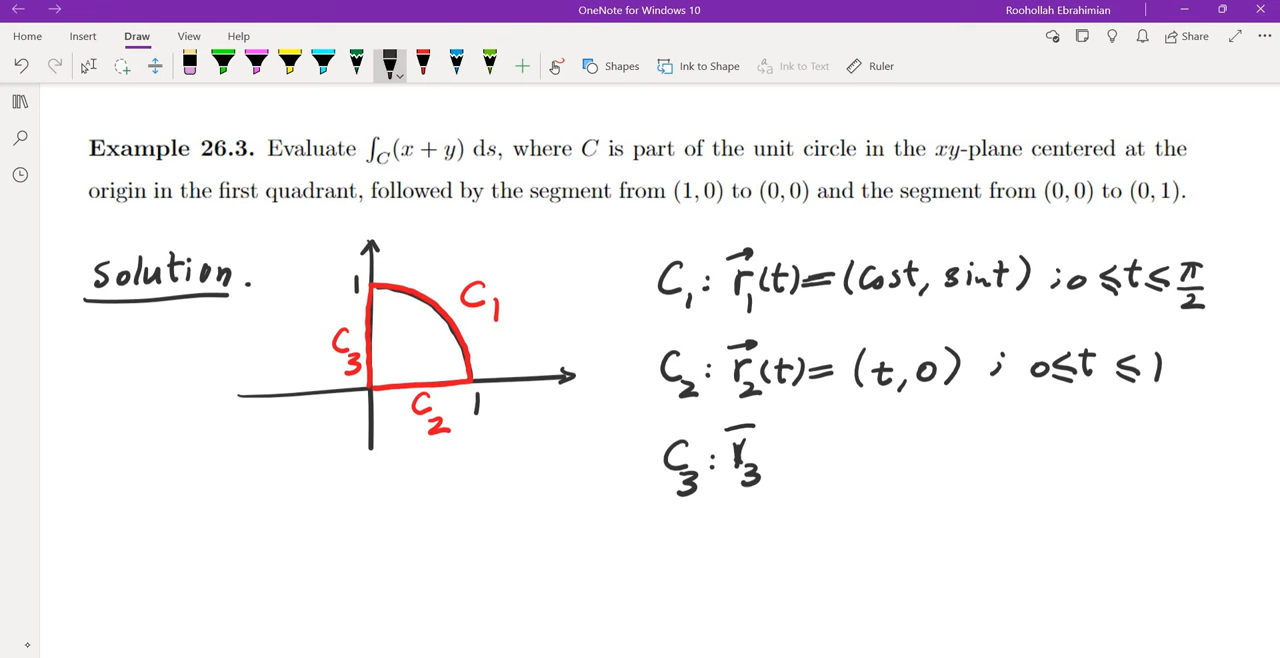 OneNote for Windows 10
Roohollah Ebrahimian
Home Insert Draw View Help
Share
Shapes Ink to Shape Ink to Text Ruler
Example 26.3. Evaluate ∫_C (x + y) ds, where C is part of the unit circle in the xy-plane centered at the
origin in the first quadrant, followed by the segment from (1, 0) to (0, 0) and the segment from (0, 0) to (0, 1).
Solution.
1
C₁
C₃
C₂
1
C₁: r⃗₁(t)=(Cost, sint) ; 0≤t≤π/2
C₂: r⃗₂(t)= (t, 0) ; 0≤t≤1
C₃: r̅₃